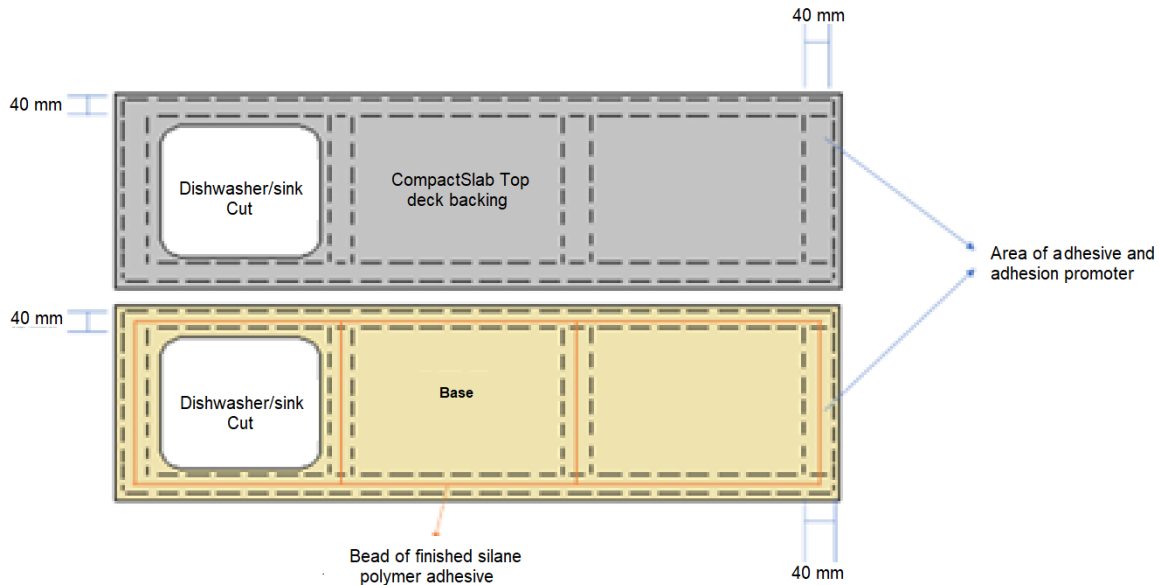 40 mm
40 mm
Dishwasher/sink
Cut
CompactSlab Top
deck backing
Area of adhesive and
adhesion promoter
40 mm
Dishwasher/sink
Cut
Base
Bead of finished silane
polymer adhesive
40 mm